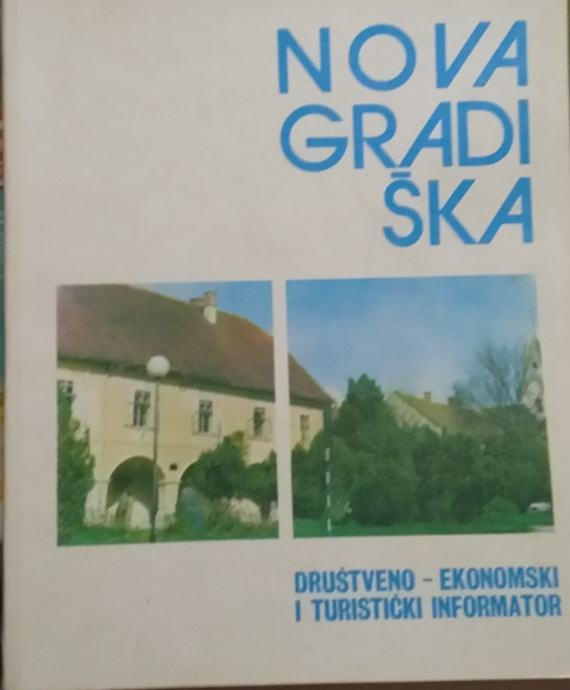 NOVA
GRADI
ŠKA
DRUŠTVENO - EKONOMSKI
I TURISTIČKI INFORMATOR